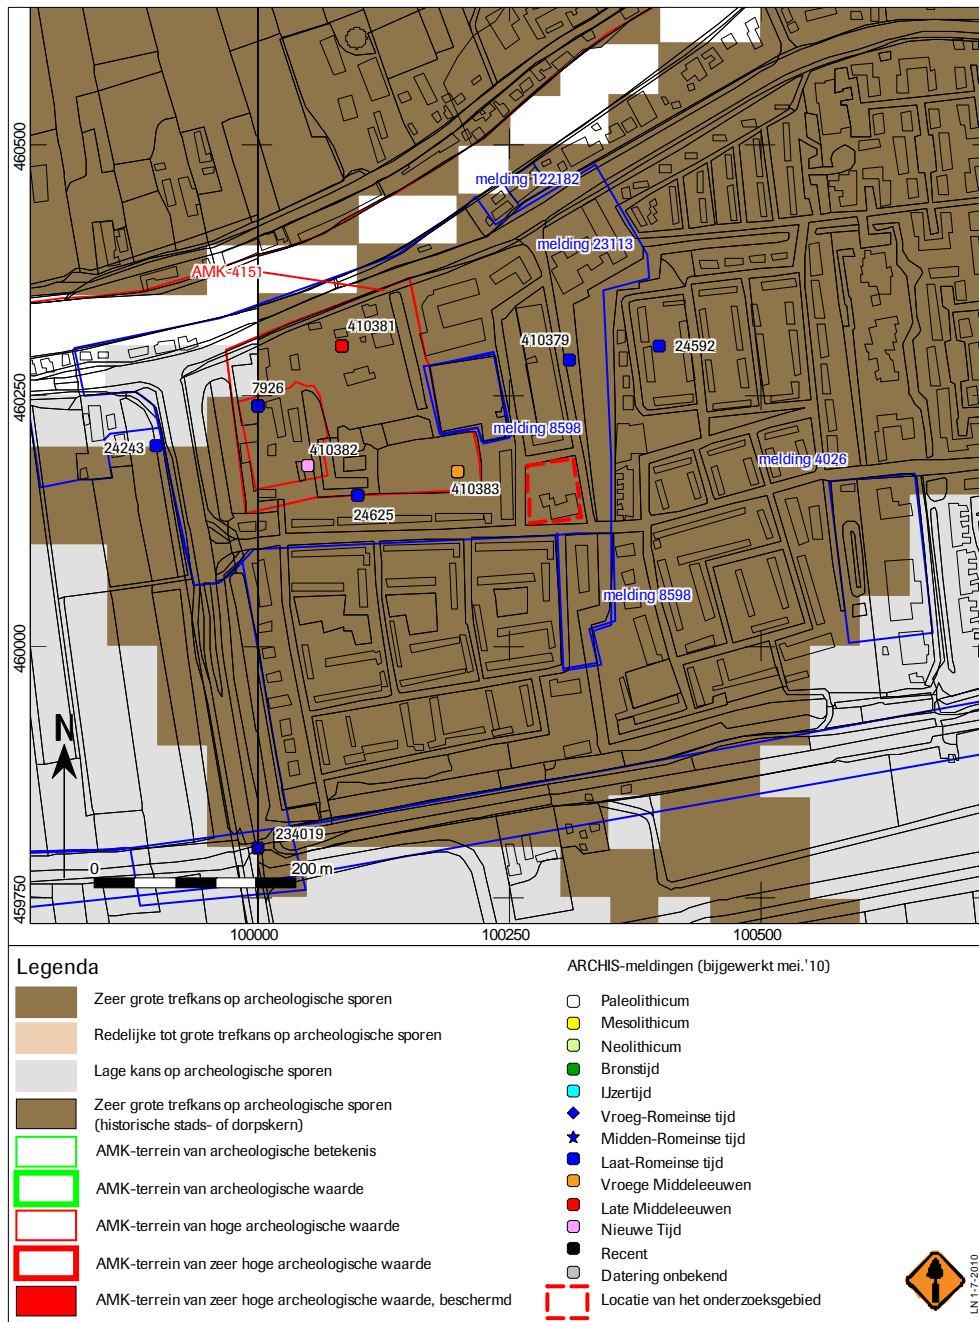 460500
460250
460000
459750
melding 122182
melding 23113
AMK-4151
410381
410379
24592
7926
24243
melding 8598
410382
melding 4026
410383
24625
melding 8598
N
234019
0
200 m
100000
100250
100500
Legenda
Zeer grote trefkans op archeologische sporen
Redelijke tot grote trefkans op archeologische sporen
Lage kans op archeologische sporen
Zeer grote trefkans op archeologische sporen
(historische stads- of dorpskern)
AMK-terrein van archeologische betekenis
AMK-terrein van archeologische waarde
AMK-terrein van hoge archeologische waarde
AMK-terrein van zeer hoge archeologische waarde
AMK-terrein van zeer hoge archeologische waarde, beschermd
ARCHIS-meldingen (bijgewerkt mei.'10)
Paleolithicum
Mesolithicum
Neolithicum
Bronstijd
IJzertijd
Vroeg-Romeinse tijd
Midden-Romeinse tijd
Laat-Romeinse tijd
Vroege Middeleeuwen
Late Middeleeuwen
Nieuwe Tijd
Recent
Datering onbekend
Locatie van het onderzoeksgebied
LN 1-7-2010